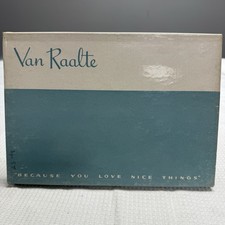 Van Raalte
"BECAUSE YOU LOVE NICE THINGS"